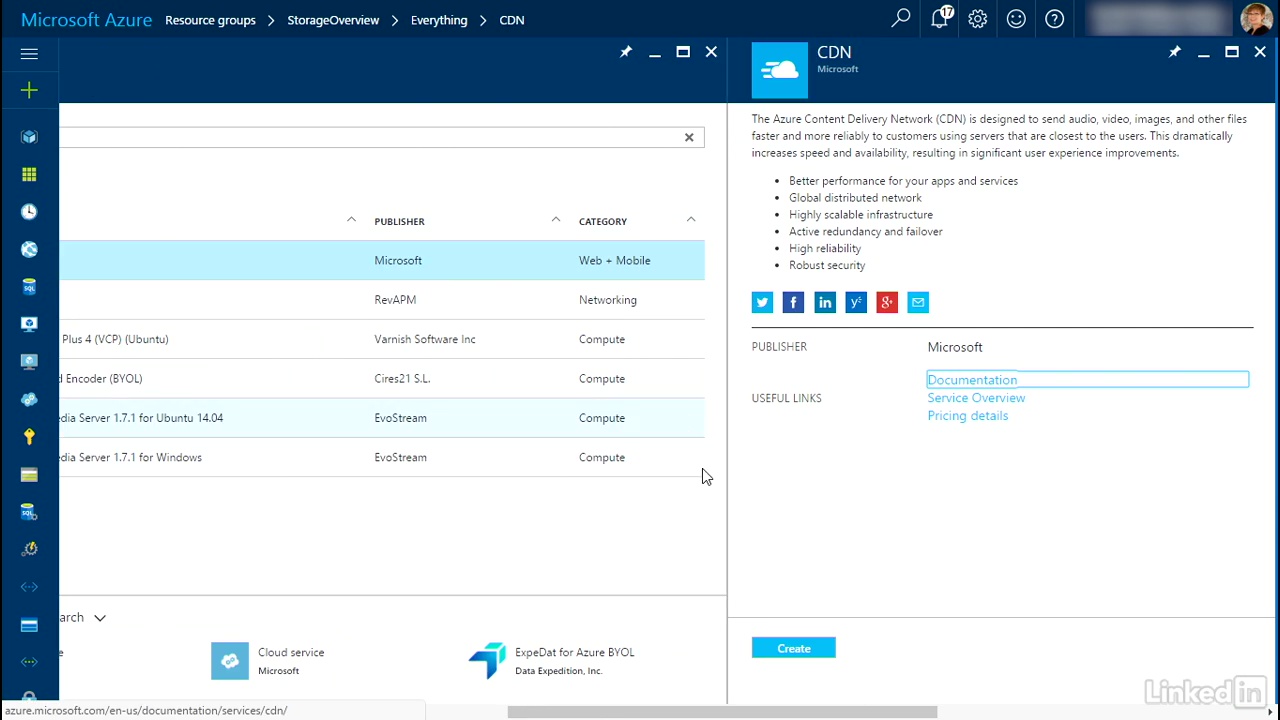 Microsoft Azure Resource groups > StorageOverview > Everything > CDN
17
CDN
Microsoft
The Azure Content Delivery Network (CDN) is designed to send audio, video, images, and other files
faster and more reliably to customers using servers that are closest to the users. This dramatically
increases speed and availability, resulting in significant user experience improvements.
• Better performance for your apps and services
• Global distributed network
• Highly scalable infrastructure
• Active redundancy and failover
• High reliability
• Robust security
PUBLISHER Microsoft
USEFUL LINKS
Documentation
Service Overview
Pricing details
Create
PUBLISHER CATEGORY
Microsoft Web + Mobile
RevAPM Networking
Plus 4 (VCP) (Ubuntu) Varnish Software Inc Compute
d Encoder (BYOL) Cires21 S.L. Compute
edia Server 1.7.1 for Ubuntu 14.04 EvoStream Compute
edia Server 1.7.1 for Windows EvoStream Compute
arch
e
Cloud service
Microsoft
ExpeDat for Azure BYOL
Data Expedition, Inc.
azure.microsoft.com/en-us/documentation/services/cdn/
LinkedIn